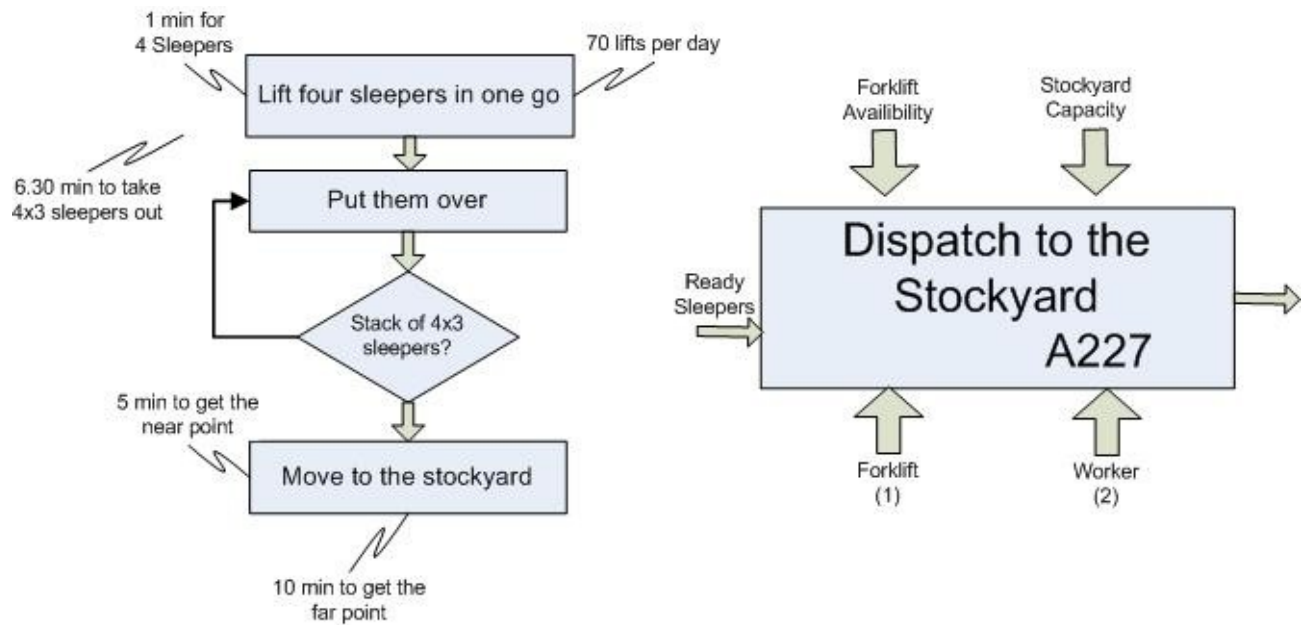 1 min for
4 Sleepers
70 lifts per day
Lift four sleepers in one go
6.30 min to take
4x3 sleepers out
Put them over
Stack of 4x3
sleepers?
5 min to get the
near point
Move to the stockyard
10 min to get the
far point
Forklift
Availibility
Stockyard
Capacity
Ready
Sleepers
Dispatch to the
Stockyard
A227
Forklift
(1)
Worker
(2)